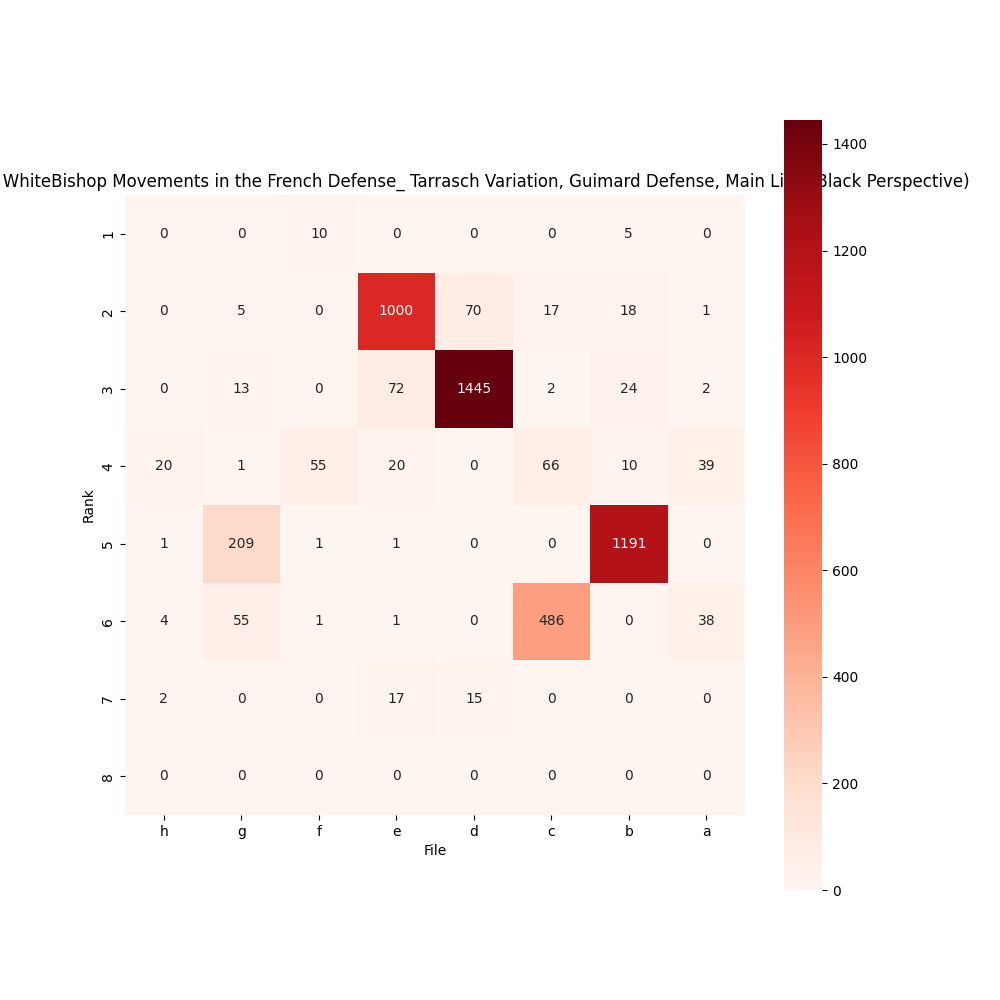 WhiteBishop Movements in the French Defense_ Tarrasch Variation, Guimard Defense, Main Li Black Perspective)
1 0 0 10 0 0 0 5 0
2 0 5 0 1000 70 17 18 1
3 0 13 0 72 1445 2 24 2
4 20 1 55 20 0 66 10 39
5 1 209 1 1 0 0 1191 0
6 4 55 1 1 0 486 0 38
7 2 0 0 17 15 0 0 0
8 0 0 0 0 0 0 0 0
Rank
h g f e d c b a
File
1400
1200
1000
800
600
400
200
0